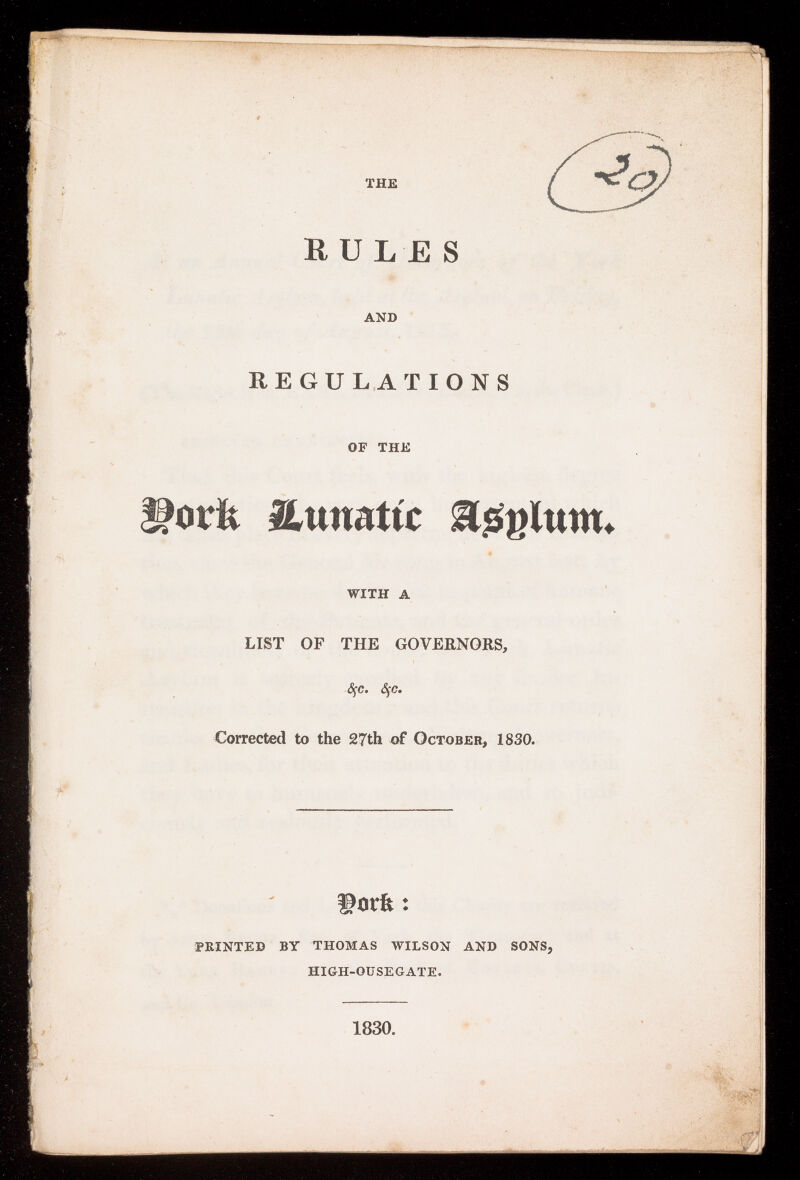 20
THE
RULES
AND
REGULATIONS
OF THE
York Lunatic Asylum.
WITH A
LIST OF THE GOVERNORS,
&c. &c.
Corrected to the 27th of OCTOBER, 1830.
York:
PRINTED BY THOMAS WILSON AND SONS,
HIGH-OUSEGATE.
1830.